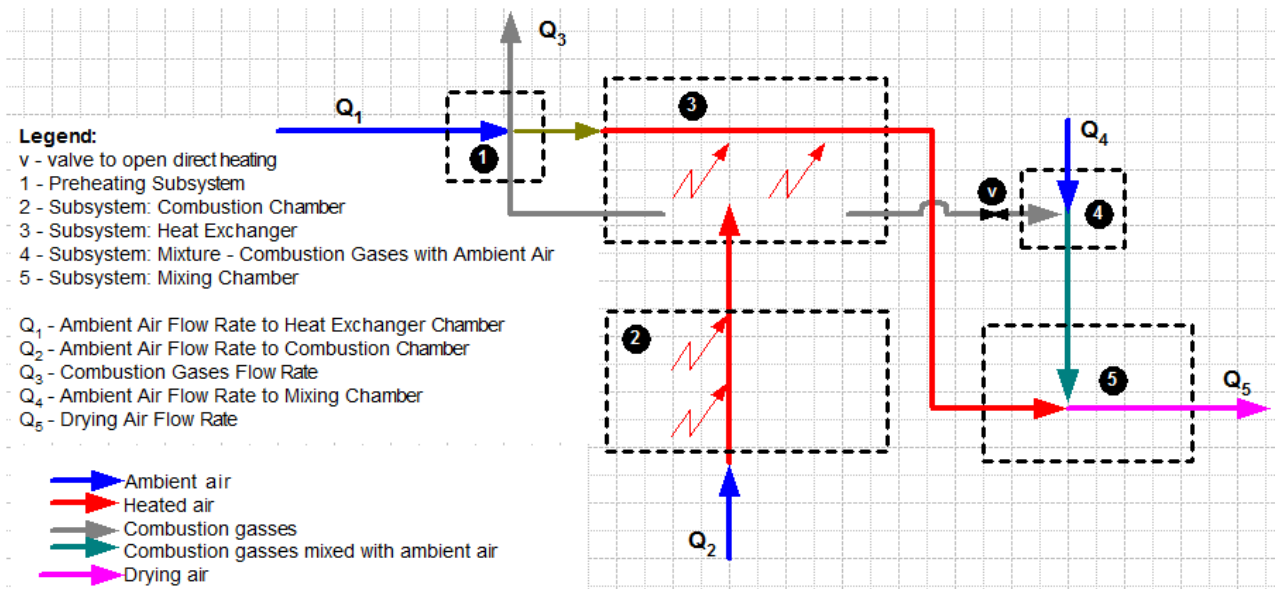 Q3
Q1
3
Legend:
v - valve to open direct heating
1 - Preheating Subsystem
2 - Subsystem: Combustion Chamber
3 - Subsystem: Heat Exchanger
4 - Subsystem: Mixture - Combustion Gases with Ambient Air
5 - Subsystem: Mixing Chamber
1
Q4
v
4
Q1 - Ambient Air Flow Rate to Heat Exchanger Chamber
Q2 - Ambient Air Flow Rate to Combustion Chamber
Q3 - Combustion Gases Flow Rate
Q4 - Ambient Air Flow Rate to Mixing Chamber
Q5 - Drying Air Flow Rate
2
5
Q5
Ambient air
Heated air
Combustion gasses
Combustion gasses mixed with ambient air
Drying air
Q2